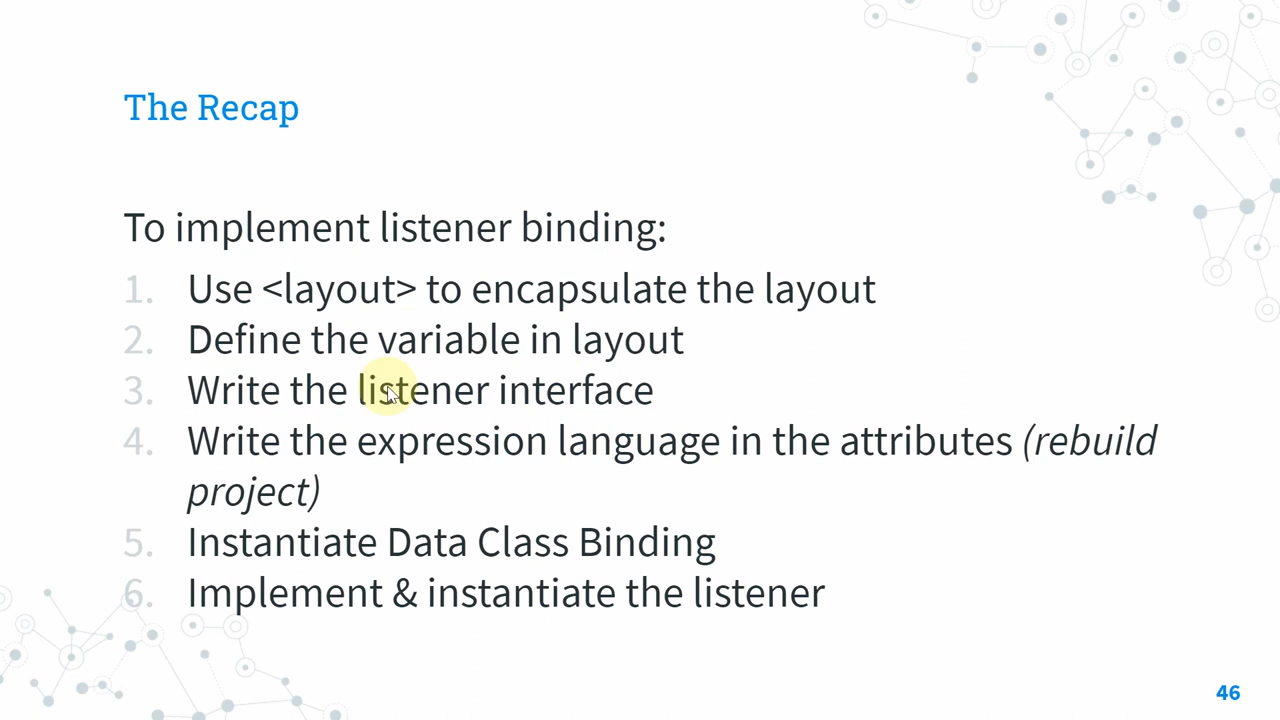 The Recap
To implement listener binding:
1. Use <layout> to encapsulate the layout
2. Define the variable in layout
3. Write the listener interface
4. Write the expression language in the attributes (rebuild
project)
5. Instantiate Data Class Binding
6. Implement & instantiate the listener
46